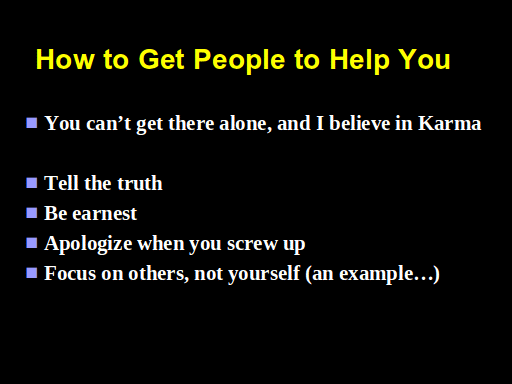 How to Get People to Help You
You can’t get there alone, and I believe in Karma
Tell the truth
Be earnest
Apologize when you screw up
Focus on others, not yourself (an example…)